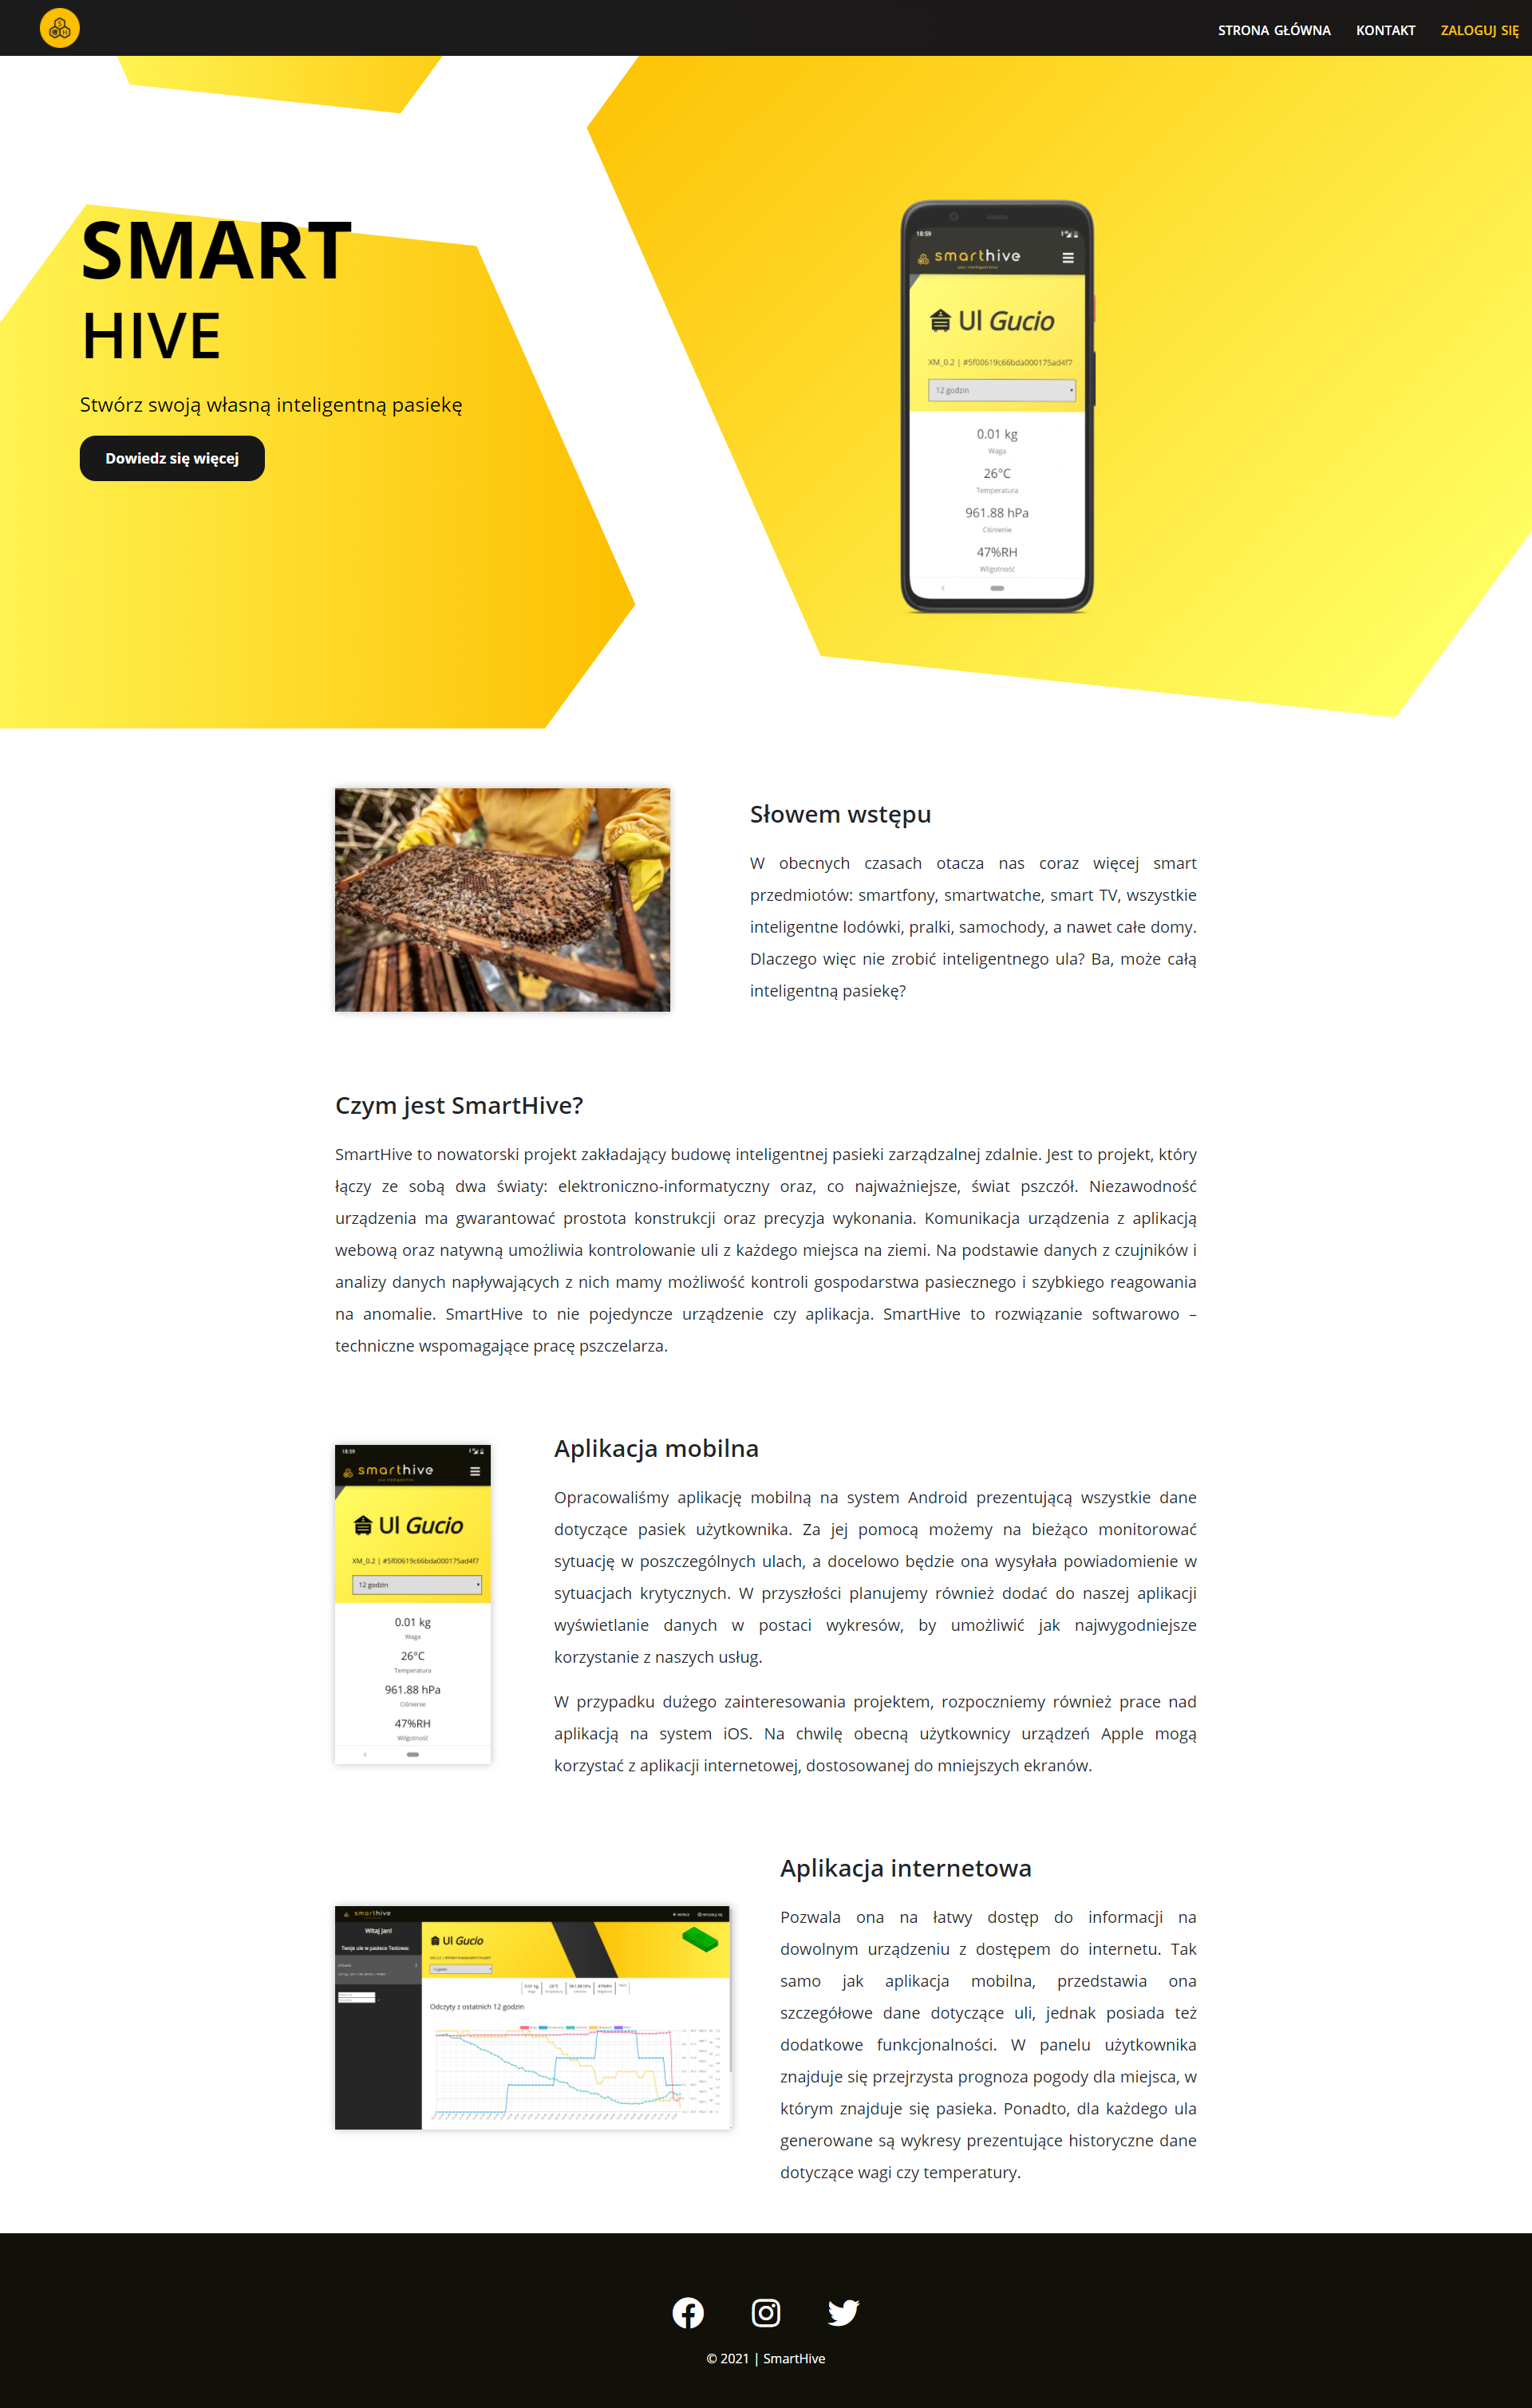 STRONA GŁÓWNA KONTAKT ZALOGUJ SIĘ
SMART
HIVE
Stwórz swoją własną inteligentną pasiekę
Dowiedz się więcej
18:59
smarthive
your intelligent hive
Ul Gucio
XM_0.2 | #5f00619c66bda000175ad4f7
12 godzin
0.01 kg
Waga
26°C
Temperatura
961.88 hPa
Ciśnienie
47%RH
Wilgotność
Słowem wstępu
W obecnych czasach otacza nas coraz więcej smart
przedmiotów: smartfony, smartwatche, smart TV, wszystkie
inteligentne lodówki, pralki, samochody, a nawet całe domy.
Dlaczego więc nie zrobić inteligentnego ula? Ba, może całą
inteligentną pasiekę?
Czym jest SmartHive?
SmartHive to nowatorski projekt zakładający budowę inteligentnej pasieki zarządzalnej zdalnie. Jest to projekt, który
łączy ze sobą dwa światy: elektroniczno-informatyczny oraz, co najważniejsze, świat pszczół. Niezawodność
urządzenia ma gwarantować prostota konstrukcji oraz precyzja wykonania. Komunikacja urządzenia z aplikacją
webową oraz natywną umożliwia kontrolowanie uli z każdego miejsca na ziemi. Na podstawie danych z czujników i
analizy danych napływających z nich mamy możliwość kontroli gospodarstwa pasiecznego i szybkiego reagowania
na anomalie. SmartHive to nie pojedyncze urządzenie czy aplikacja. SmartHive to rozwiązanie softwarowo –
techniczne wspomagające pracę pszczelarza.
18:59
smarthive
your intelligent hive
Ul Gucio
XM_0.2 | #5f00619c66bda000175ad4f7
12 godzin
0.01 kg
Waga
26°C
Temperatura
961.88 hPa
Ciśnienie
47%RH
Wilgotność
Aplikacja mobilna
Opracowaliśmy aplikację mobilną na system Android prezentującą wszystkie dane
dotyczące pasiek użytkownika. Za jej pomocą możemy na bieżąco monitorować
sytuację w poszczególnych ulach, a docelowo będzie ona wysyłała powiadomienie w
sytuacjach krytycznych. W przyszłości planujemy również dodać do naszej aplikacji
wyświetlanie danych w postaci wykresów, by umożliwić jak najwygodniejsze
korzystanie z naszych usług.
W przypadku dużego zainteresowania projektem, rozpoczniemy również prace nad
aplikacją na system iOS. Na chwilę obecną użytkownicy urządzeń Apple mogą
korzystać z aplikacji internetowej, dostosowanej do mniejszych ekranów.
smarthive
Witaj Jan!
Twoje ule w pasiece Testowa:
Ul Gucio
12 godzin
0.01 kg 26°C 961.88 hPa 47%RH
Odczyty z ostatnich 12 godzin
Aplikacja internetowa
Pozwala ona na łatwy dostęp do informacji na
dowolnym urządzeniu z dostępem do internetu. Tak
samo jak aplikacja mobilna, przedstawia ona
szczegółowe dane dotyczące uli, jednak posiada też
dodatkowe funkcjonalności. W panelu użytkownika
znajduje się przejrzysta prognoza pogody dla miejsca, w
którym znajduje się pasieka. Ponadto, dla każdego ula
generowane są wykresy prezentujące historyczne dane
dotyczące wagi czy temperatury.
© 2021 | SmartHive